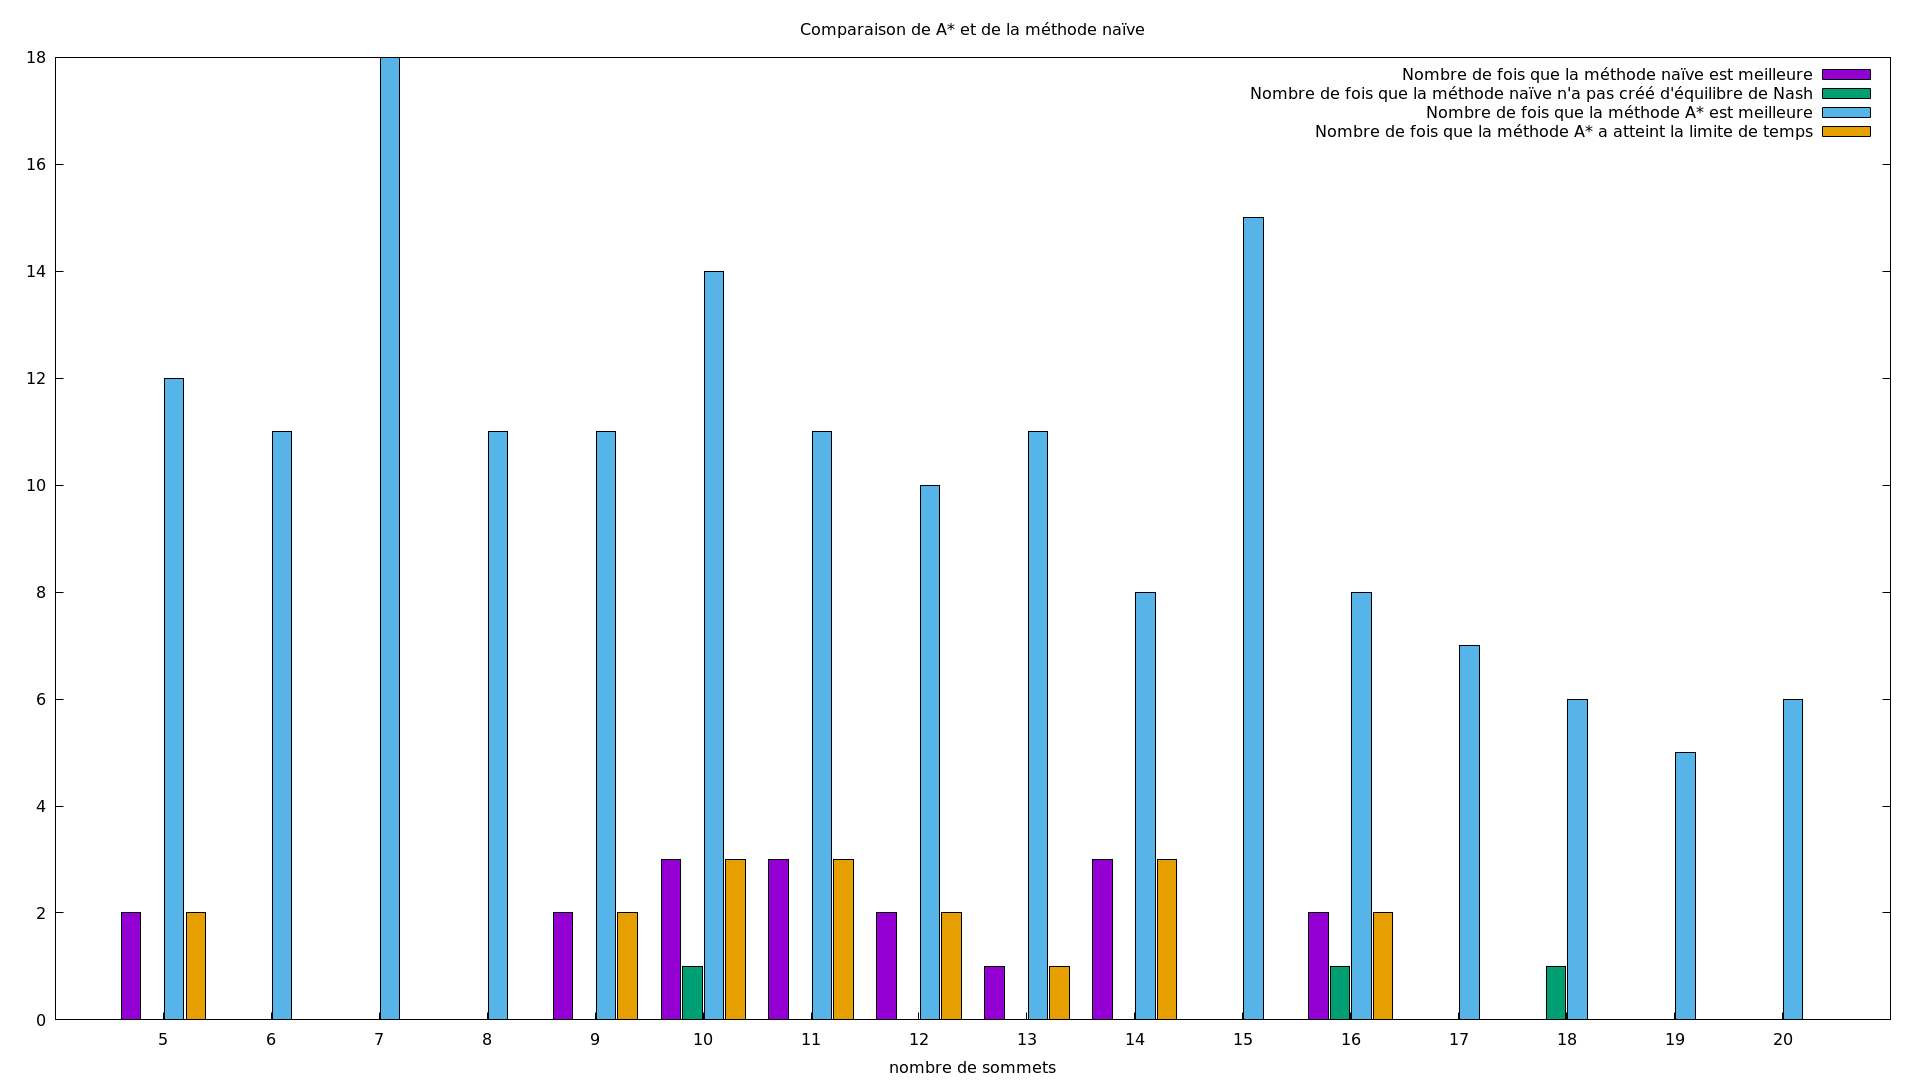 Comparaison de A* et de la méthode naïve
18
16
14
12
10
8
6
4
2
0
Nombre de fois que la méthode naïve est meilleure
Nombre de fois que la méthode naïve n'a pas créé d'équilibre de Nash
Nombre de fois que la méthode A* est meilleure
Nombre de fois que la méthode A* a atteint la limite de temps
5 6 7 8 9 10 11 12 13 14 15 16 17 18 19 20
nombre de sommets